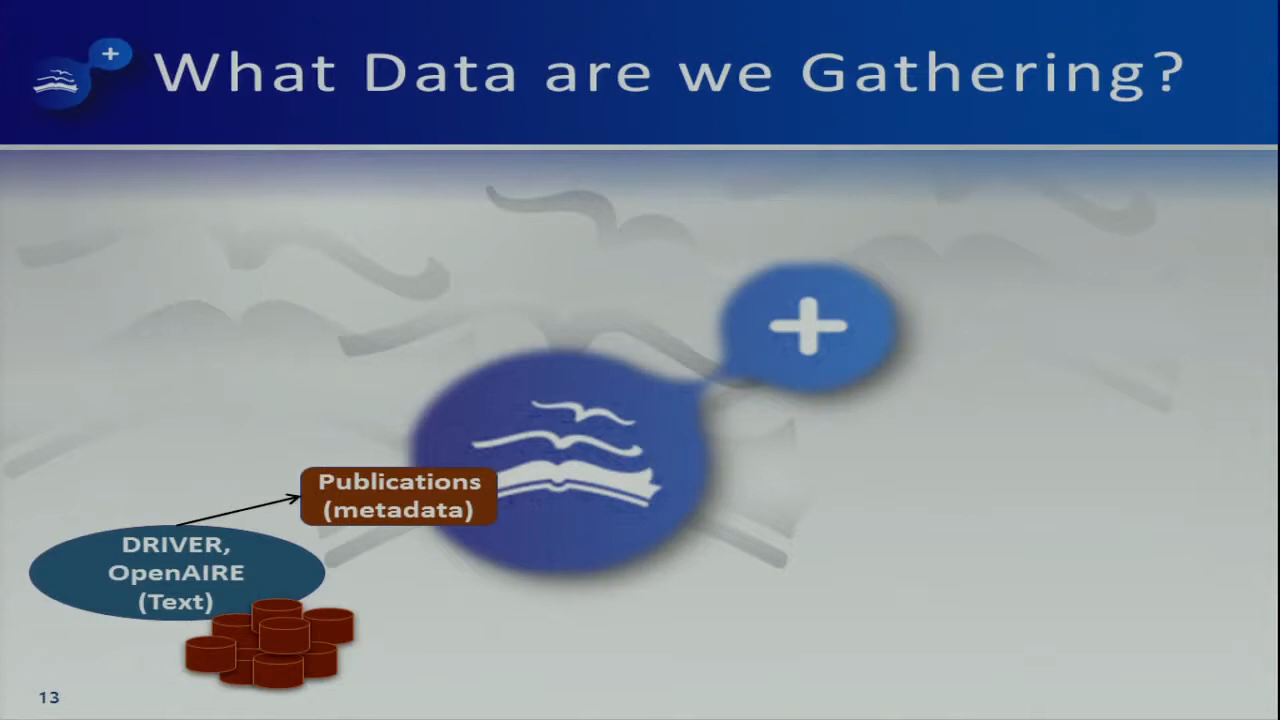 What Data are we Gathering?
Publications
(metadata)
DRIVER,
OpenAIRE
(Text)
13